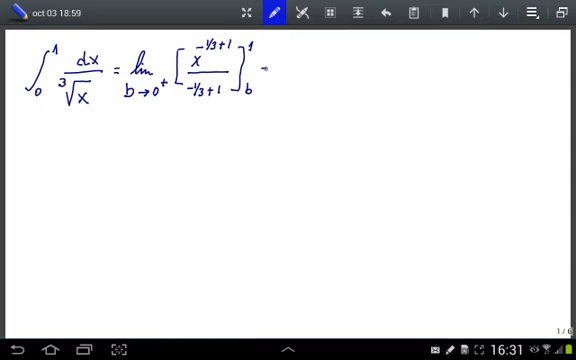 oct 03 18:59
∫₀¹ dx/∛x = lim b→0⁺ [x^(-1/3+1)/(-1/3+1)]_b^1 =
1 / 6
16:31